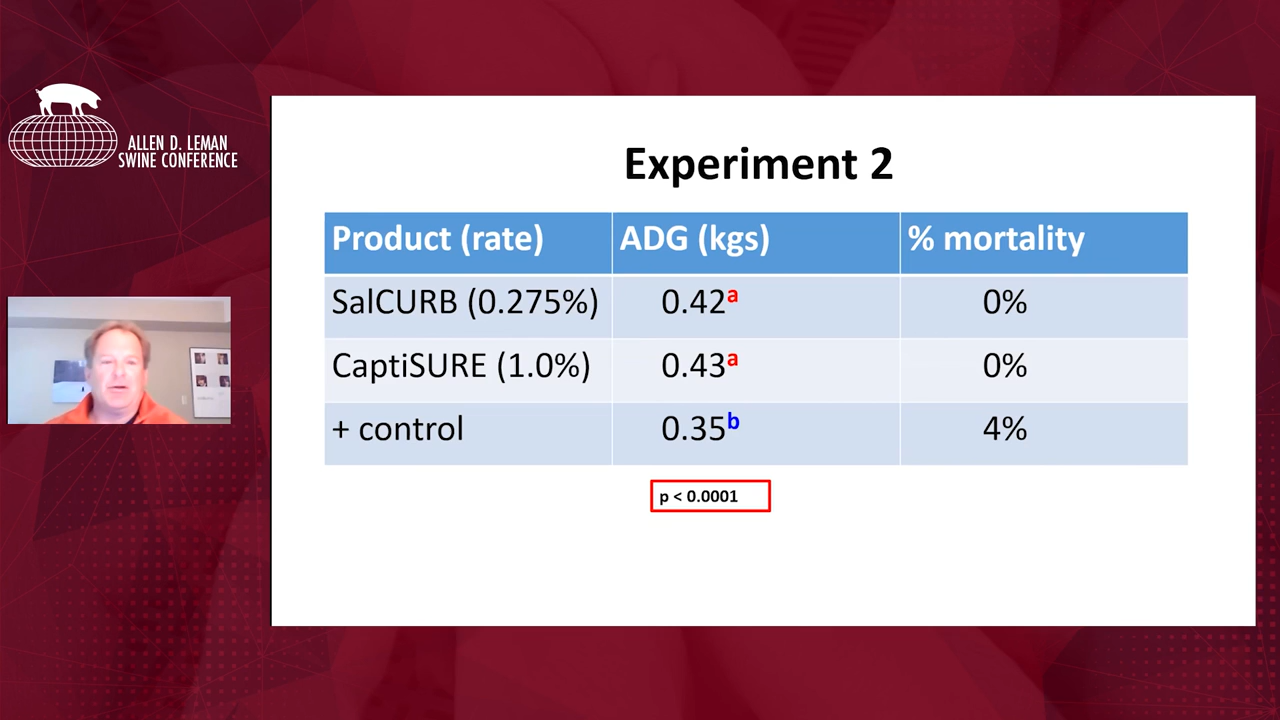 ALLEN D. LEMAN
SWINE CONFERENCE
Experiment 2
Product (rate) ADG (kgs) % mortality
SalCURB (0.275%) 0.42a 0%
CaptiSURE (1.0%) 0.43a 0%
+ control 0.35b 4%
p < 0.0001